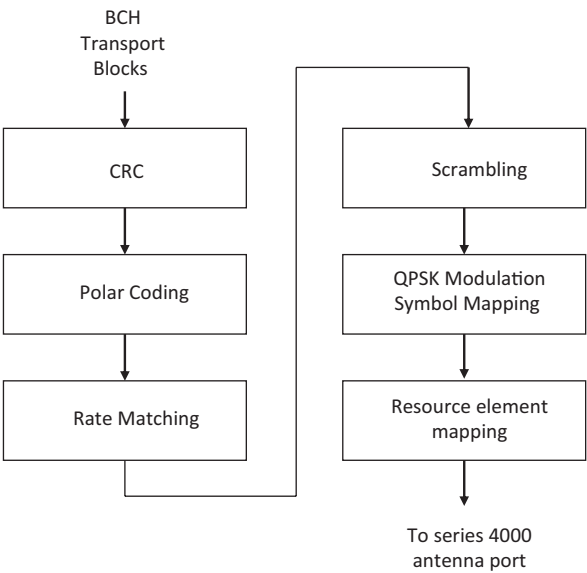 BCH
Transport
Blocks
CRC
Polar Coding
Rate Matching
Scrambling
QPSK Modulation
Symbol Mapping
Resource element
mapping
To series 4000
antenna port